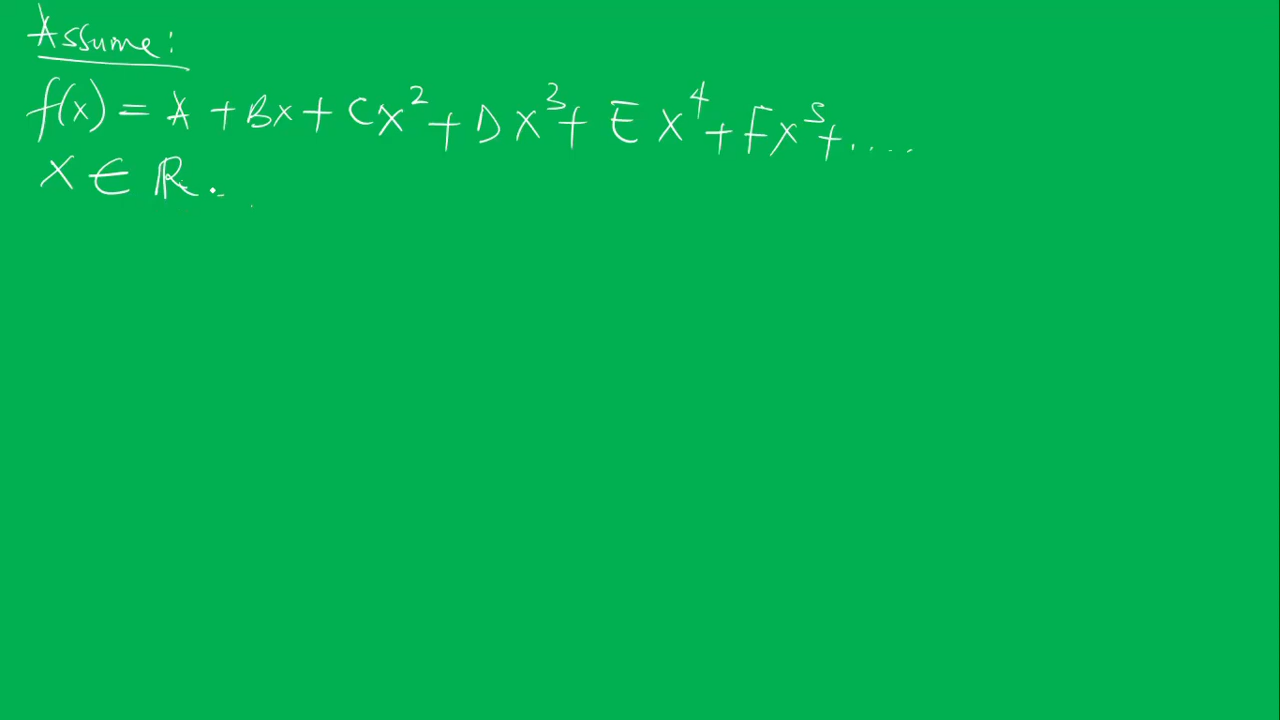 Assume:
f(x) = A + Bx + Cx² + Dx³ + Ex⁴ + Fx⁵ + ....
x ∈ ℝ.